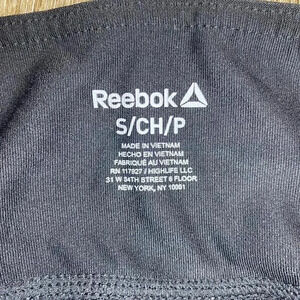 Reebok
S/CH/P
MADE IN VIETNAM
HECHO EN VIETNAM
FABRIQUÉ AU VIETNAM
RN 117927 / HIGHLIFE LLC
31 W 34TH STREET 6 FLOOR
NEW YORK, NY 10001